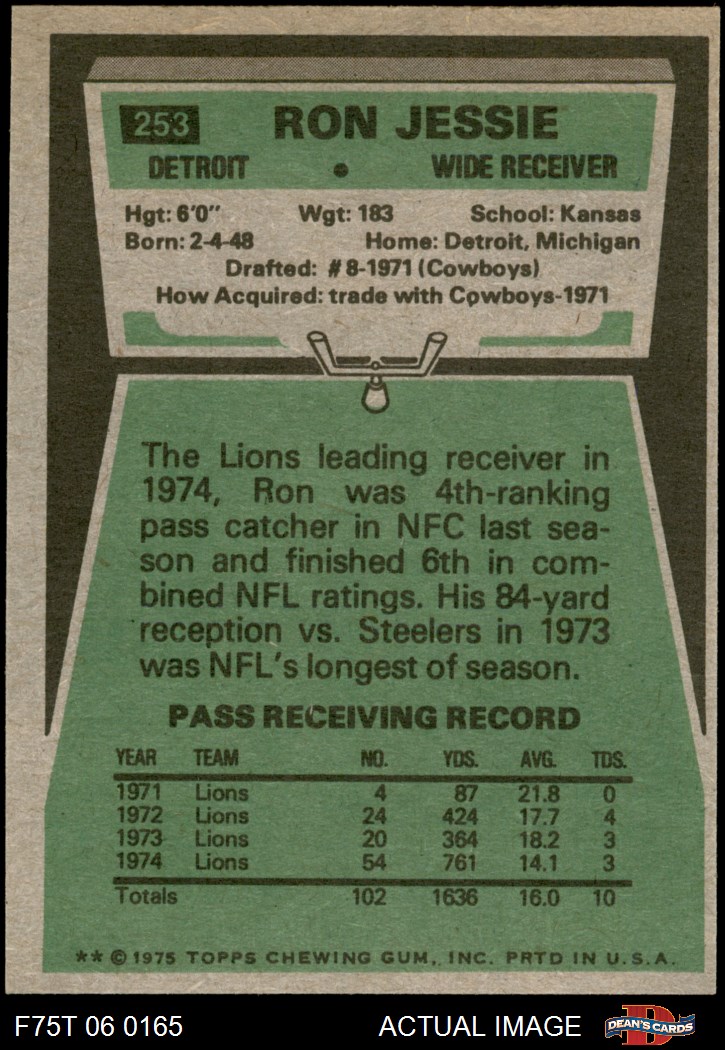 253 RON JESSIE
DETROIT • WIDE RECEIVER
Hgt: 6'0" Wgt: 183 School: Kansas
Born: 2-4-48 Home: Detroit, Michigan
Drafted: #8-1971 (Cowboys)
How Acquired: trade with Cowboys-1971
The Lions leading receiver in
1974, Ron was 4th-ranking
pass catcher in NFC last sea-
son and finished 6th in com-
bined NFL ratings. His 84-yard
reception vs. Steelers in 1973
was NFL's longest of season.
PASS RECEIVING RECORD
YEAR TEAM NO. YDS. AVG. TDS.
1971 Lions 4 87 21.8 0
1972 Lions 24 424 17.7 4
1973 Lions 20 364 18.2 3
1974 Lions 54 761 14.1 3
Totals 102 1636 16.0 10
** © 1975 TOPPS CHEWING GUM, INC. PRTD IN U.S.A.
F75T 06 0165 ACTUAL IMAGE D DEAN'S CARDS